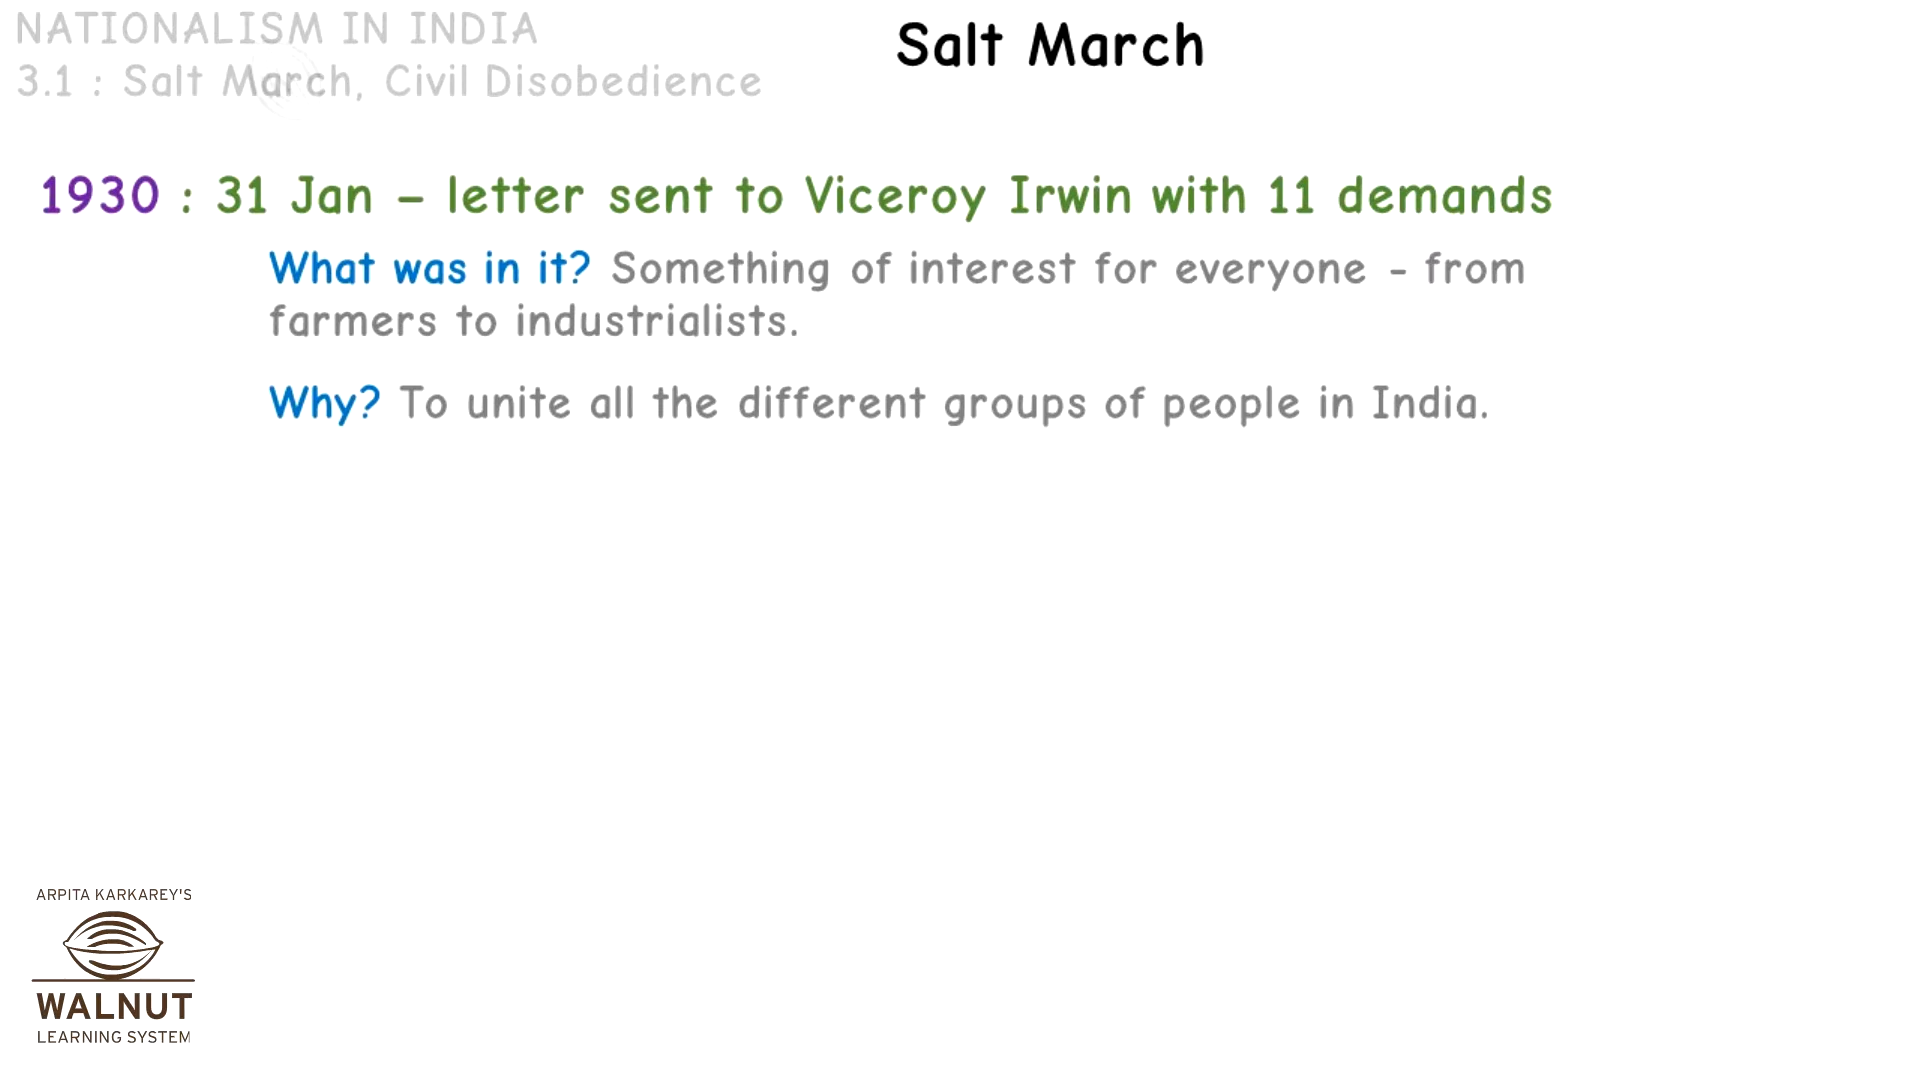 NATIONALISM IN INDIA
3.1 : Salt March, Civil Disobedience
Salt March
1930 : 31 Jan – letter sent to Viceroy Irwin with 11 demands
What was in it? Something of interest for everyone - from
farmers to industrialists.
Why? To unite all the different groups of people in India.
ARPITA KARKAREY'S
WALNUT
LEARNING SYSTEM